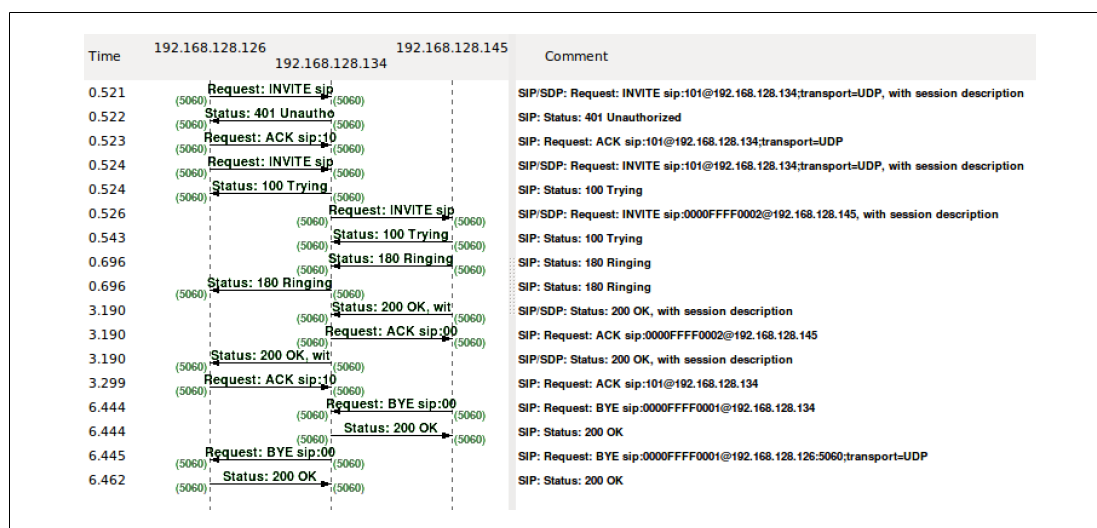 Time 192.168.128.126 192.168.128.134 192.168.128.145 Comment
0.521 Request: INVITE sip (5060) (5060) SIP/SDP: Request: INVITE sip:101@192.168.128.134;transport=UDP, with session description
0.522 Status: 401 Unautho (5060) (5060) SIP: Status: 401 Unauthorized
0.523 Request: ACK sip:10 (5060) (5060) SIP: Request: ACK sip:101@192.168.128.134;transport=UDP
0.524 Request: INVITE sip (5060) (5060) SIP/SDP: Request: INVITE sip:101@192.168.128.134;transport=UDP, with session description
0.524 Status: 100 Trying (5060) (5060) SIP: Status: 100 Trying
0.526 Request: INVITE sip (5060) (5060) SIP/SDP: Request: INVITE sip:0000FFFF0002@192.168.128.145, with session description
0.543 Status: 100 Trying (5060) (5060) SIP: Status: 100 Trying
0.696 Status: 180 Ringing (5060) (5060) SIP: Status: 180 Ringing
0.696 Status: 180 Ringing (5060) (5060) SIP: Status: 180 Ringing
3.190 Status: 200 OK, wit (5060) (5060) SIP/SDP: Status: 200 OK, with session description
3.190 Request: ACK sip:00 (5060) (5060) SIP: Request: ACK sip:0000FFFF0002@192.168.128.145
3.190 Status: 200 OK, wit (5060) (5060) SIP/SDP: Status: 200 OK, with session description
3.299 Request: ACK sip:10 (5060) (5060) SIP: Request: ACK sip:101@192.168.128.134
6.444 Request: BYE sip:00 (5060) (5060) SIP: Request: BYE sip:0000FFFF0001@192.168.128.134
6.444 Status: 200 OK (5060) (5060) SIP: Status: 200 OK
6.445 Request: BYE sip:00 (5060) (5060) SIP: Request: BYE sip:0000FFFF0001@192.168.128.126:5060;transport=UDP
6.462 Status: 200 OK (5060) (5060) SIP: Status: 200 OK